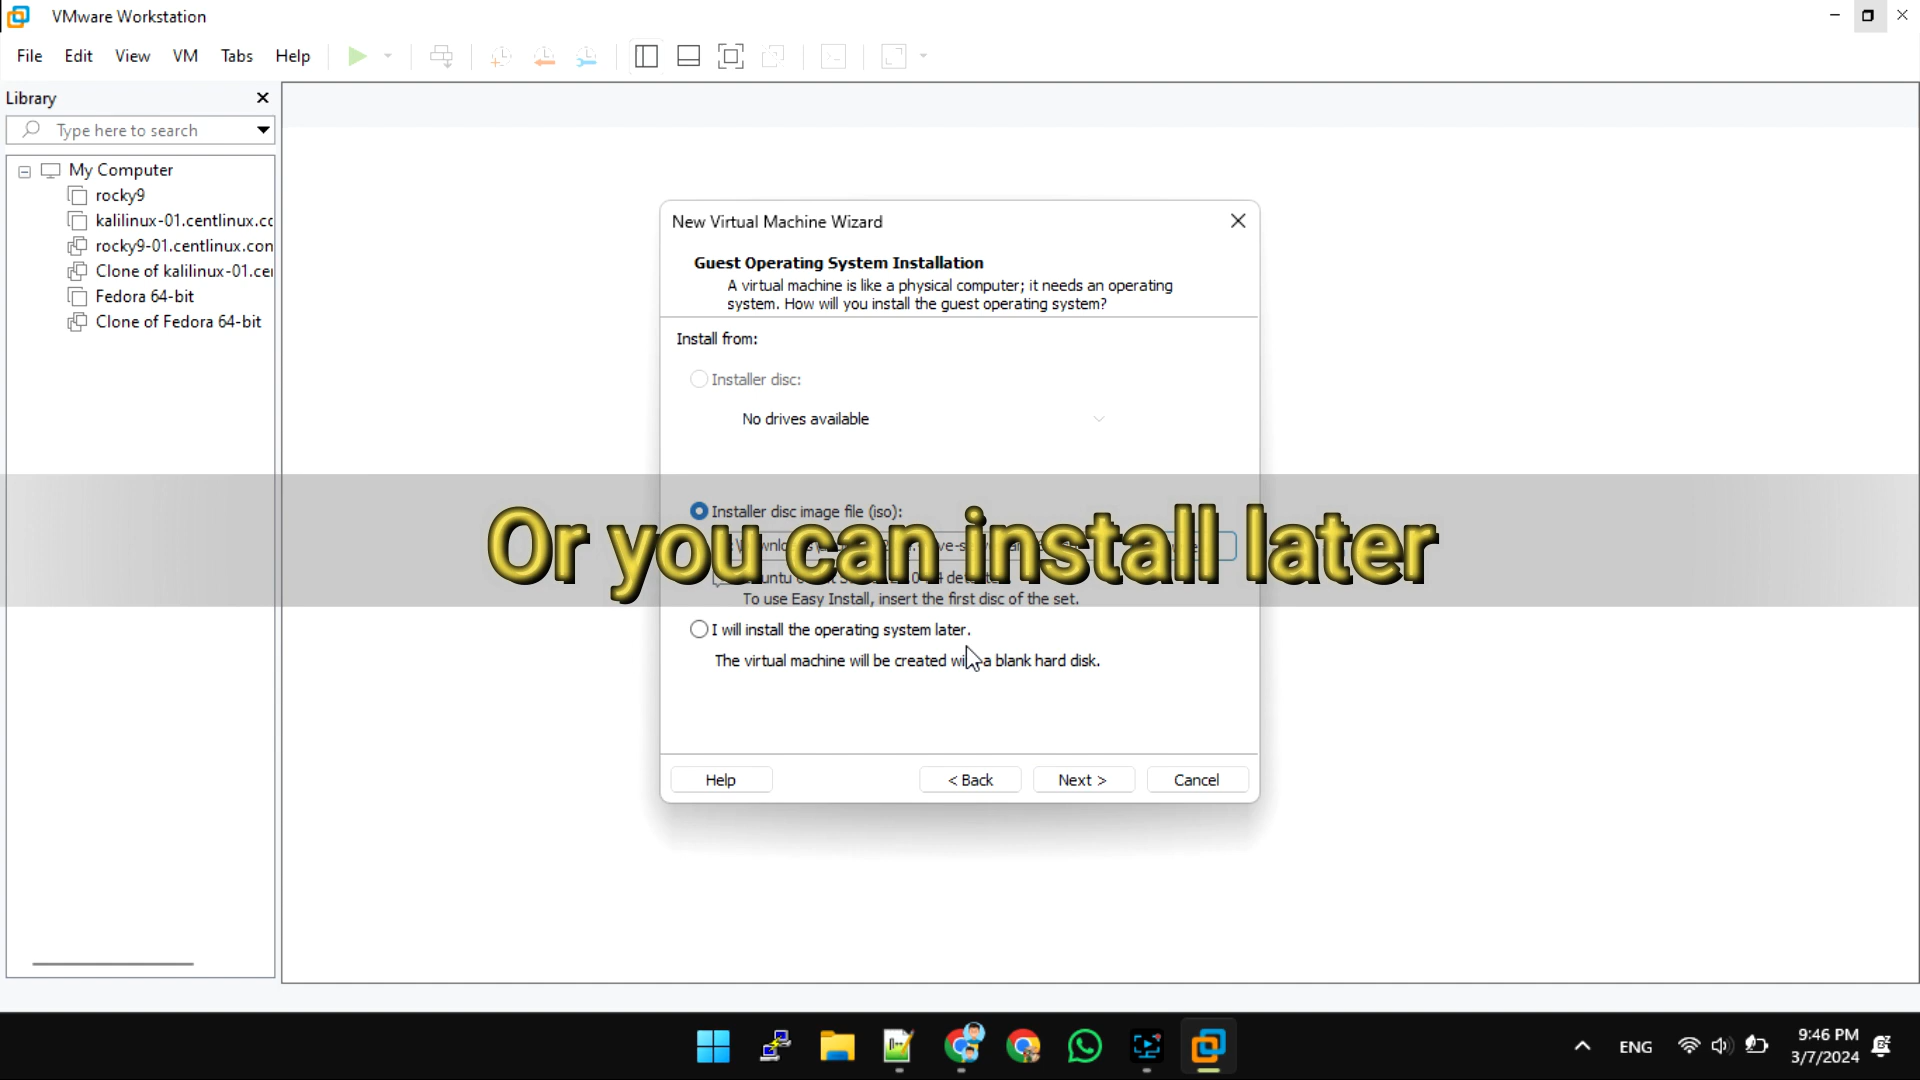 VMware Workstation
File Edit View VM Tabs Help
Library
Type here to search
My Computer
rocky9
kalilinux-01.centlinux.cc
rocky9-01.centlinux.con
Clone of kalilinux-01.cer
Fedora 64-bit
Clone of Fedora 64-bit
New Virtual Machine Wizard
Guest Operating System Installation
A virtual machine is like a physical computer; it needs an operating
system. How will you install the guest operating system?
Install from:
Installer disc:
No drives available
Installer disc image file (iso):
Or you can install later
To use Easy Install, insert the first disc of the set.
I will install the operating system later.
The virtual machine will be created a blank hard disk.
Help < Back Next > Cancel
ENG
9:46 PM
3/7/2024